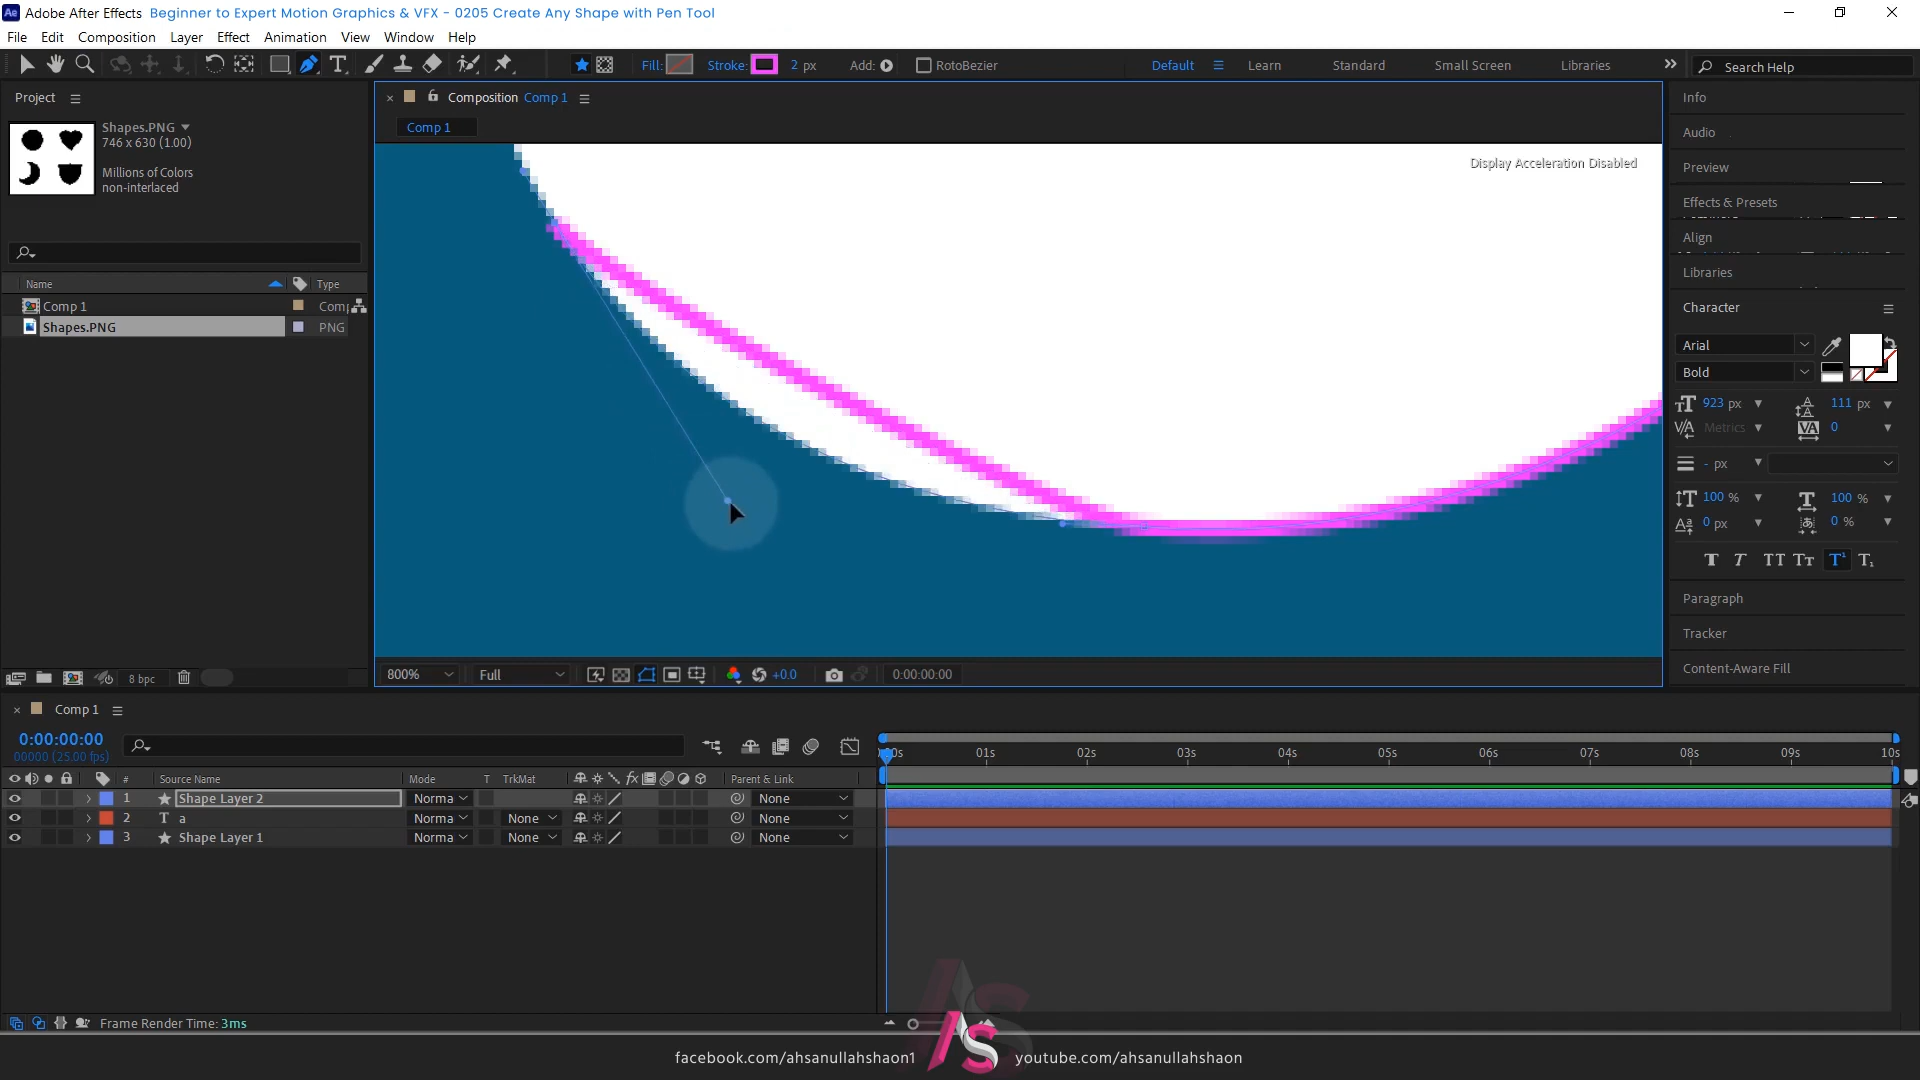 Adobe After Effects
Beginner to Expert Motion Graphics & VFX - 0205 Create Any Shape with Pen Tool
File Edit Composition Layer Effect Animation View Window Help
Fill: Stroke: 2 px Add: RotoBezier Default Learn Standard Small Screen Libraries Search Help
Project
Shapes.PNG
746 x 630 (1.00)
Millions of Colors
non-interlaced
Name Type
Comp 1
Shapes.PNG PNG
8 bpc
Composition Comp 1
Comp 1
Display Acceleration Disabled
800% Full +0.0 0:00:00:00
Info
Audio
Preview
Effects & Presets
Align
Libraries
Character
Arial
Bold
923 px 111 px
Metrics 0
- px
100 % 100 %
0 px 0 %
T T TT Tt T¹ T₁
Paragraph
Tracker
Content-Aware Fill
Comp 1
0:00:00:00
00000 (25.00 fps)
01s 02s 03s 04s 05s 06s 07s 08s 09s 10s
# Source Name Mode T TrkMat Parent & Link
1 Shape Layer 2 Norma None
2 T a Norma None None
3 Shape Layer 1 Norma None None
Frame Render Time: 3ms
facebook.com/ahsanullahshaon1 youtube.com/ahsanullahshaon